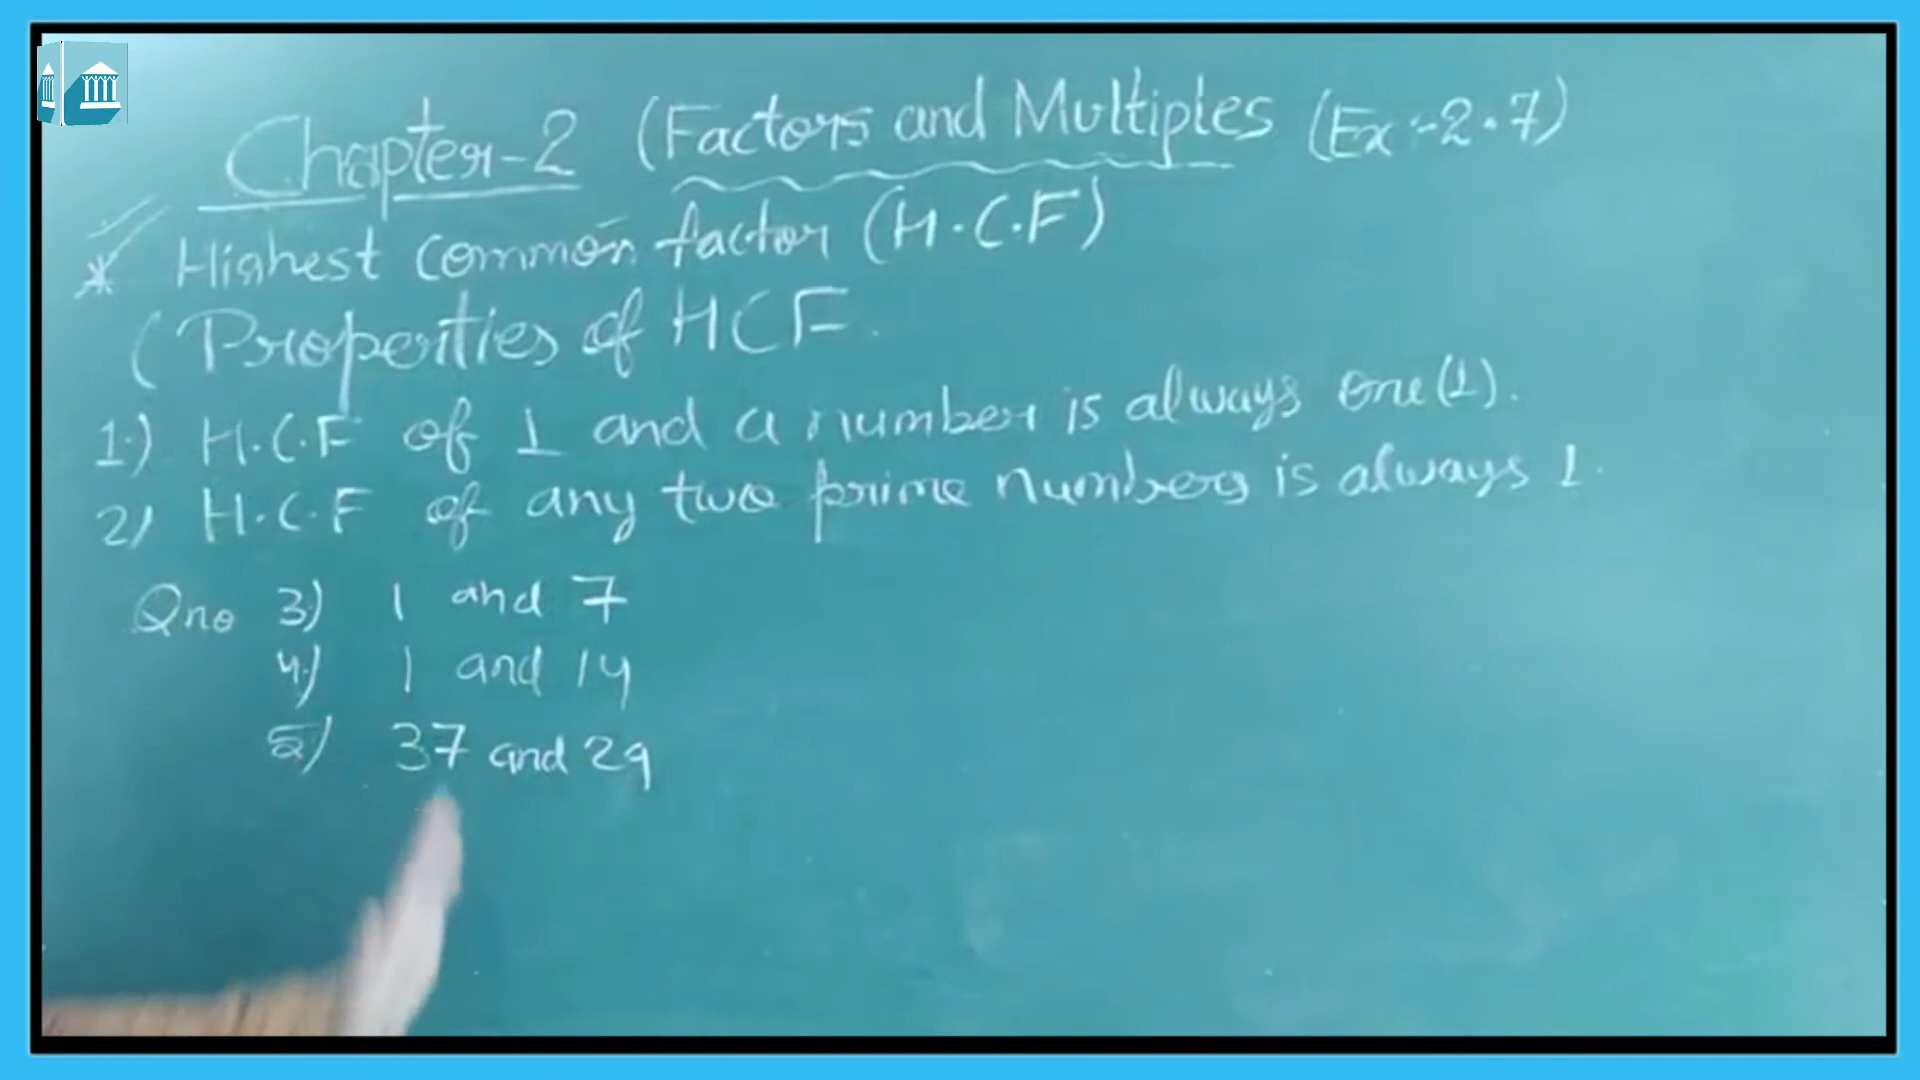 Chapter-2 (Factors and Multiples (Ex:-2.7)
* Highest common factor (H.C.F)
(Properties of HCF.
1.) H.C.F of 1 and a number is always one(1).
2) H.C.F of any two prime numbers is always 1.
Qno 3.) 1 and 7
4.) 1 and 14
5) 37 and 29